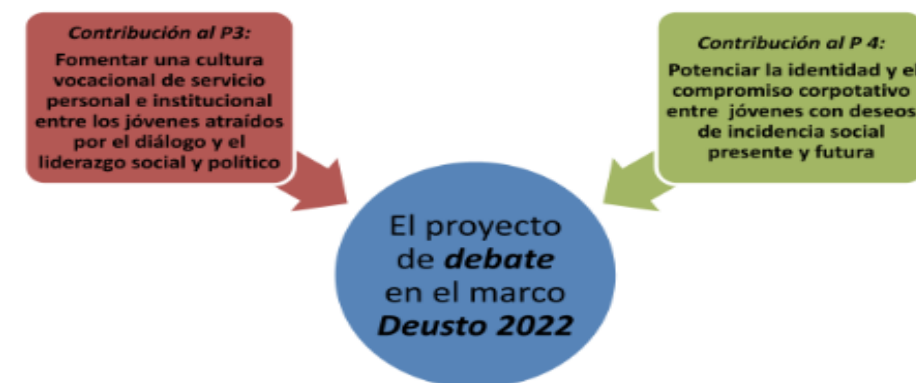 Contribución al P3:
Fomentar una cultura
vocacional de servicio
personal e institucional
entre los jóvenes atraídos
por el diálogo y el
liderazgo social y político
Contribución al P 4:
Potenciar la identidad y el
compromiso corpotativo
entre jóvenes con deseos
de incidencia social
presente y futura
El proyecto
de debate
en el marco
Deusto 2022